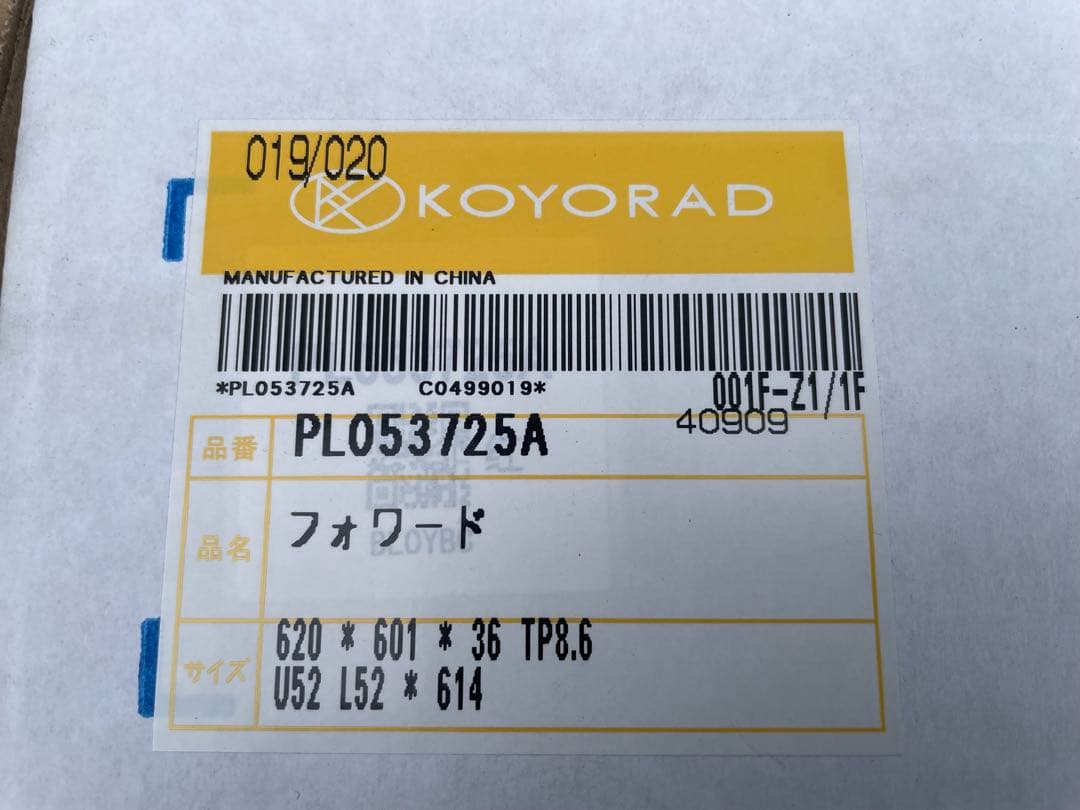 019/020
KOYORAD
MANUFACTURED IN CHINA
*PL053725A C0499019*
001F-Z1/1F
40909
品番 PL053725A
品名 フォワード
サイズ 620 * 601 * 36 TP8.6
U52 L52 * 614